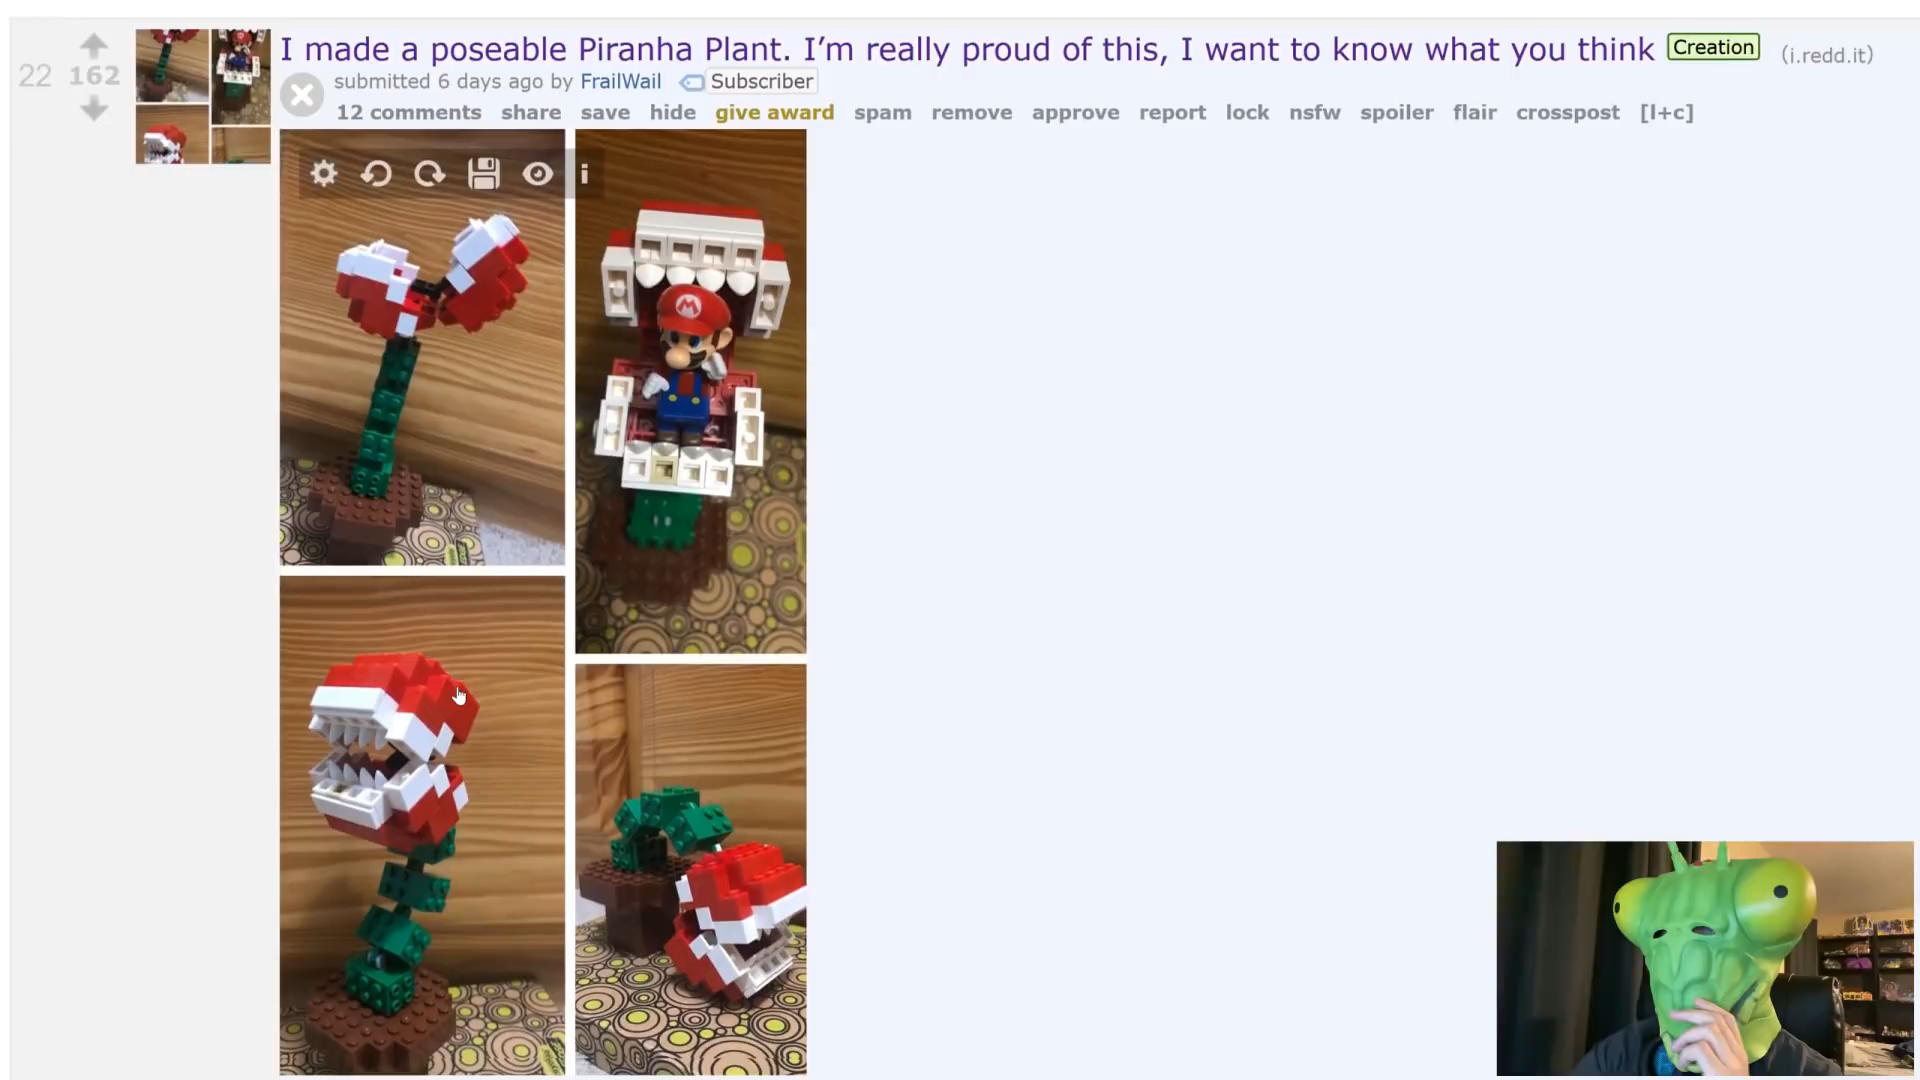 I made a poseable Piranha Plant. I’m really proud of this, I want to know what you think Creation (i.redd.it)
22 162
submitted 6 days ago by FrailWail Subscriber
12 comments share save hide give award spam remove approve report lock nsfw spoiler flair crosspost [l+c]
i
M